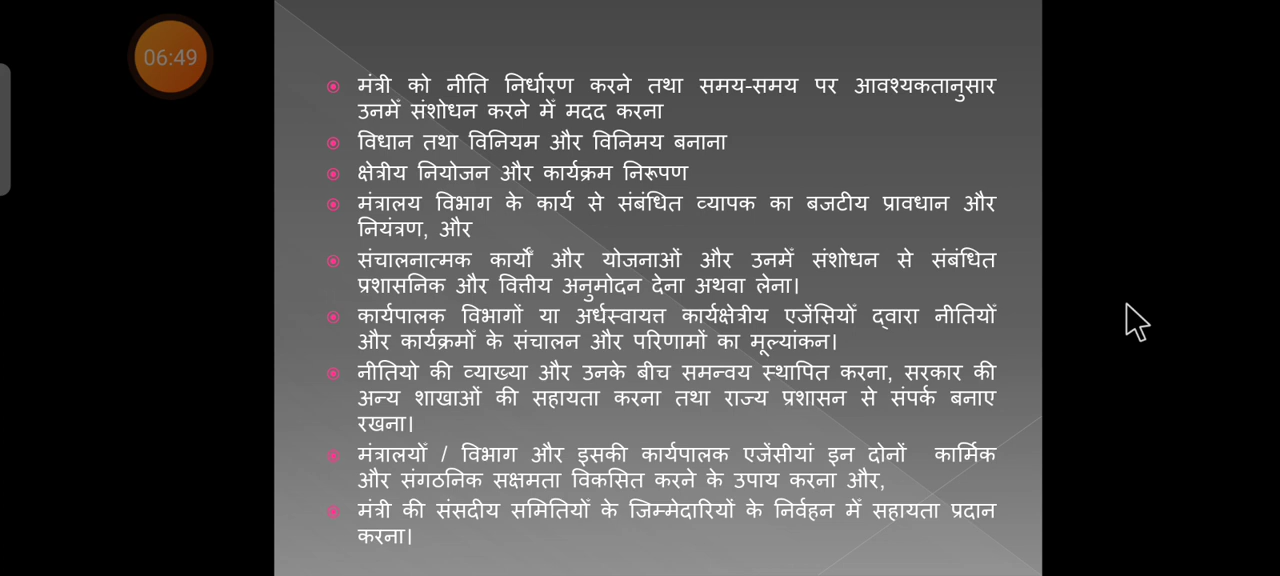 06:49
मंत्री को नीति निर्धारण करने तथा समय-समय पर आवश्यकतानुसार
उनमें संशोधन करने में मदद करना
विधान तथा विनियम और विनिमय बनाना
क्षेत्रीय नियोजन और कार्यक्रम निरूपण
मंत्रालय विभाग के कार्य से संबंधित व्यापक का बजटीय प्रावधान और
नियंत्रण, और
संचालनात्मक कार्यों और योजनाओं और उनमें संशोधन से संबंधित
प्रशासनिक और वित्तीय अनुमोदन देना अथवा लेना।
कार्यपालक विभागों या अर्धस्वायत्त कार्यक्षेत्रीय एजेंसियों द्वारा नीतियों
और कार्यक्रमों के संचालन और परिणामों का मूल्यांकन।
नीतियो की व्याख्या और उनके बीच समन्वय स्थापित करना, सरकार की
अन्य शाखाओं की सहायता करना तथा राज्य प्रशासन से संपर्क बनाए
रखना।
मंत्रालयों / विभाग और इसकी कार्यपालक एजेंसीयां इन दोनों कार्मिक
और संगठनिक सक्षमता विकसित करने के उपाय करना और,
मंत्री की संसदीय समितियों के जिम्मेदारियों के निर्वहन में सहायता प्रदान
करना।